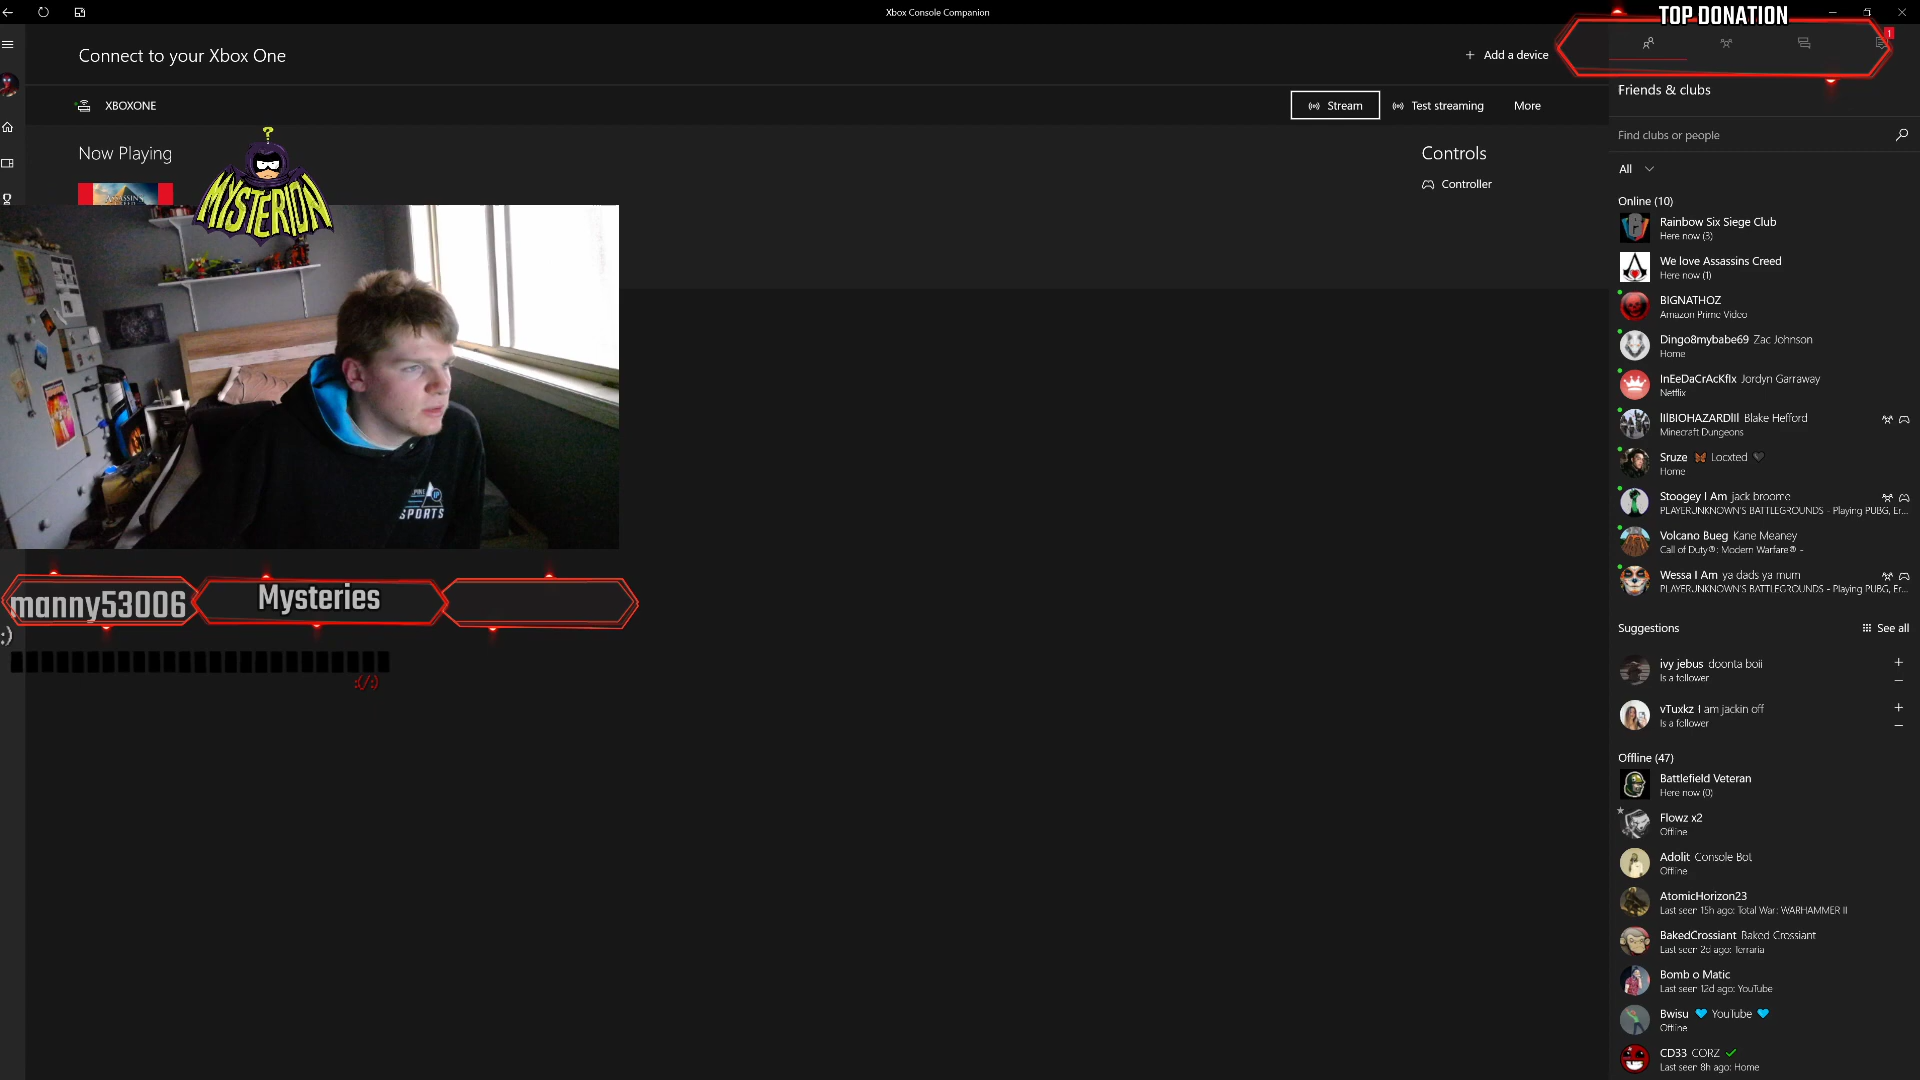 Xbox Console Companion
TOP DONATION
1
Connect to your Xbox One
Add a device
XBOXONE
Stream
Test streaming
More
Now Playing
ASSASSIN'S
?
MYSTERION
Controls
Controller
SPORTS
manny53006
Mysteries
:)
:(/:)
Friends & clubs
Find clubs or people
All
Online (10)
Rainbow Six Siege Club
Here now (3)
We love Assassins Creed
Here now (1)
BIGNATHOZ
Amazon Prime Video
Dingo8mybabe69 Zac Johnson
Home
InEeDaCrAcKfIx Jordyn Garraway
Netflix
lIlBIOHAZARDlIl Blake Hefford
Minecraft Dungeons
Sruze 🦋 Locxted 🖤
Home
Stoogey I Am jack broome
PLAYERUNKNOWN'S BATTLEGROUNDS - Playing PUBG, Er...
Volcano Bueg Kane Meaney
Call of Duty®: Modern Warfare® -
Wessa I Am ya dads ya mum
PLAYERUNKNOWN'S BATTLEGROUNDS - Playing PUBG, Er...
Suggestions
See all
ivy jebus doonta boii
Is a follower
vTuxkz I am jackin off
Is a follower
Offline (47)
Battlefield Veteran
Here now (0)
Flowz x2
Offline
Adolit Console Bot
Offline
AtomicHorizon23
Last seen 15h ago: Total War: WARHAMMER II
BakedCrossiant Baked Crossiant
Last seen 2d ago: Terraria
Bomb o Matic
Last seen 12d ago: YouTube
Bwisu 💙 YouTube 💙
Offline
CD33 CORZ ✓
Last seen 8h ago: Home